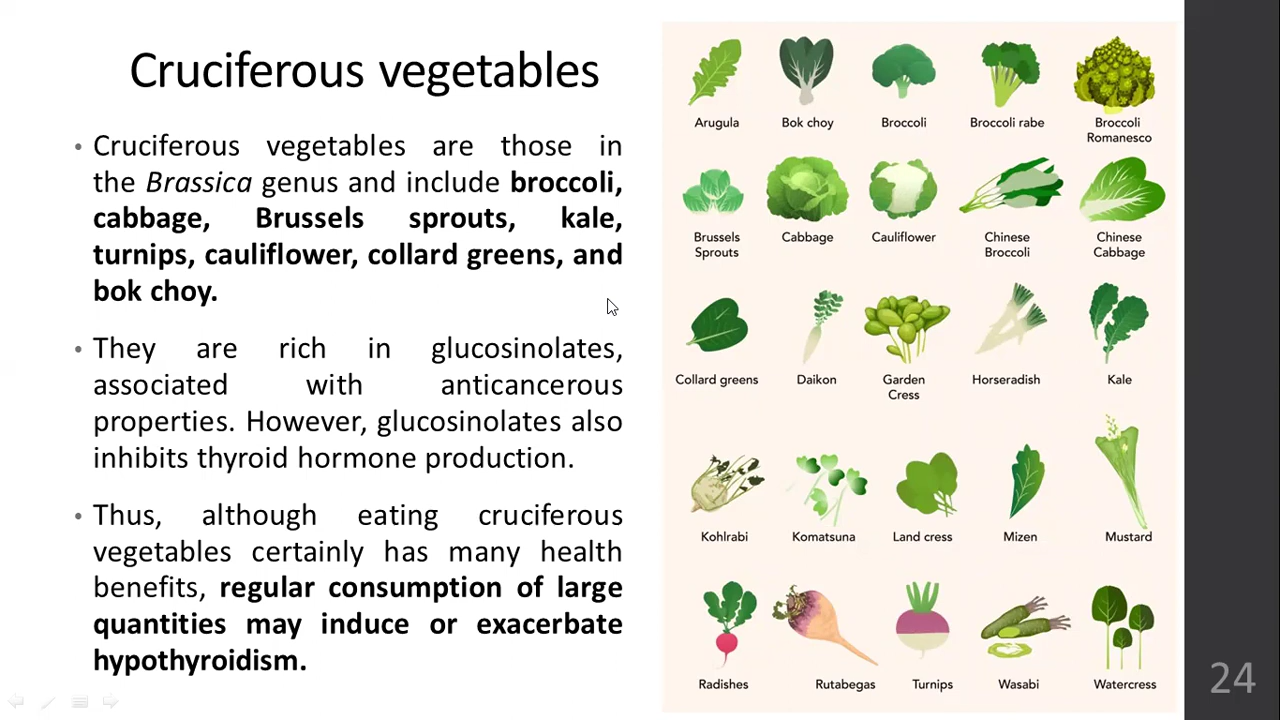 Cruciferous vegetables
• Cruciferous vegetables are those in
the Brassica genus and include broccoli,
cabbage, Brussels sprouts, kale,
turnips, cauliflower, collard greens, and
bok choy.
• They are rich in glucosinolates,
associated with anticancerous
properties. However, glucosinolates also
inhibits thyroid hormone production.
• Thus, although eating cruciferous
vegetables certainly has many health
benefits, regular consumption of large
quantities may induce or exacerbate
hypothyroidism.
Arugula
Bok choy
Broccoli
Broccoli rabe
Broccoli
Romanesco
Brussels
Sprouts
Cabbage
Cauliflower
Chinese
Broccoli
Chinese
Cabbage
Collard greens
Daikon
Garden
Cress
Horseradish
Kale
Kohlrabi
Komatsuna
Land cress
Mizen
Mustard
Radishes
Rutabegas
Turnips
Wasabi
Watercress
24